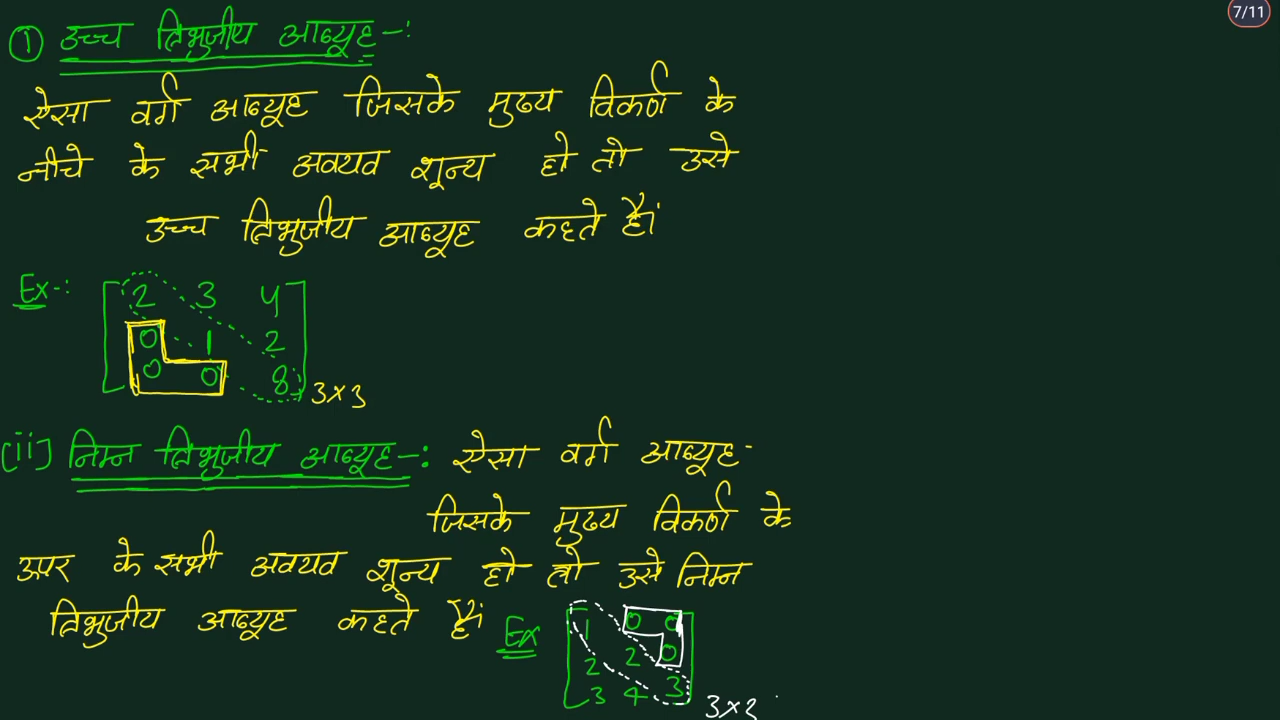 7/11
① उच्च त्रिभुजीय आव्यूह -:
ऐसा वर्ग आव्यूह जिसके मुख्य विकर्ण के
नीचे के सभी अवयव शून्य हो तो उसे
उच्च त्रिभुजीय आव्यूह कहते हैं।
Ex -:
2 3 4
0 1 2
0 0 8
3×3
(ii) निम्न त्रिभुजीय आव्यूह -: ऐसा वर्ग आव्यूह
जिसके मुख्य विकर्ण के
उपर के सभी अवयव शून्य हो तो उसे निम्न
त्रिभुजीय आव्यूह कहते हैं।
Ex
1 0 0
2 2 0
3 4 3
3×3